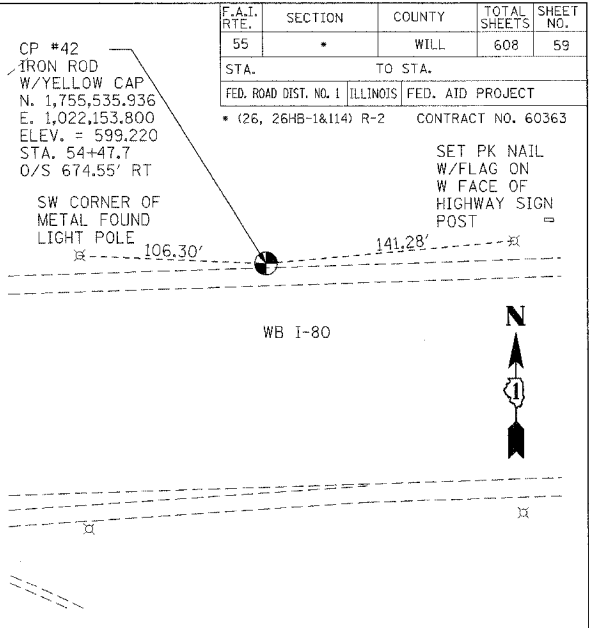 F.A.I. RTE. SECTION COUNTY TOTAL SHEETS SHEET NO.
55 * WILL 608 59
STA. TO STA.
FED. ROAD DIST. NO. 1 ILLINOIS FED. AID PROJECT
* (26, 26HB-1&114) R-2 CONTRACT NO. 60363
CP #42
IRON ROD
W/YELLOW CAP
N. 1,755,535.936
E. 1,022,153.800
ELEV. = 599.220
STA. 54+47.7
O/S 674.55' RT
SW CORNER OF
METAL FOUND
LIGHT POLE
SET PK NAIL
W/FLAG ON
W FACE OF
HIGHWAY SIGN
POST
106.30'
141.28'
WB I-80
N
1